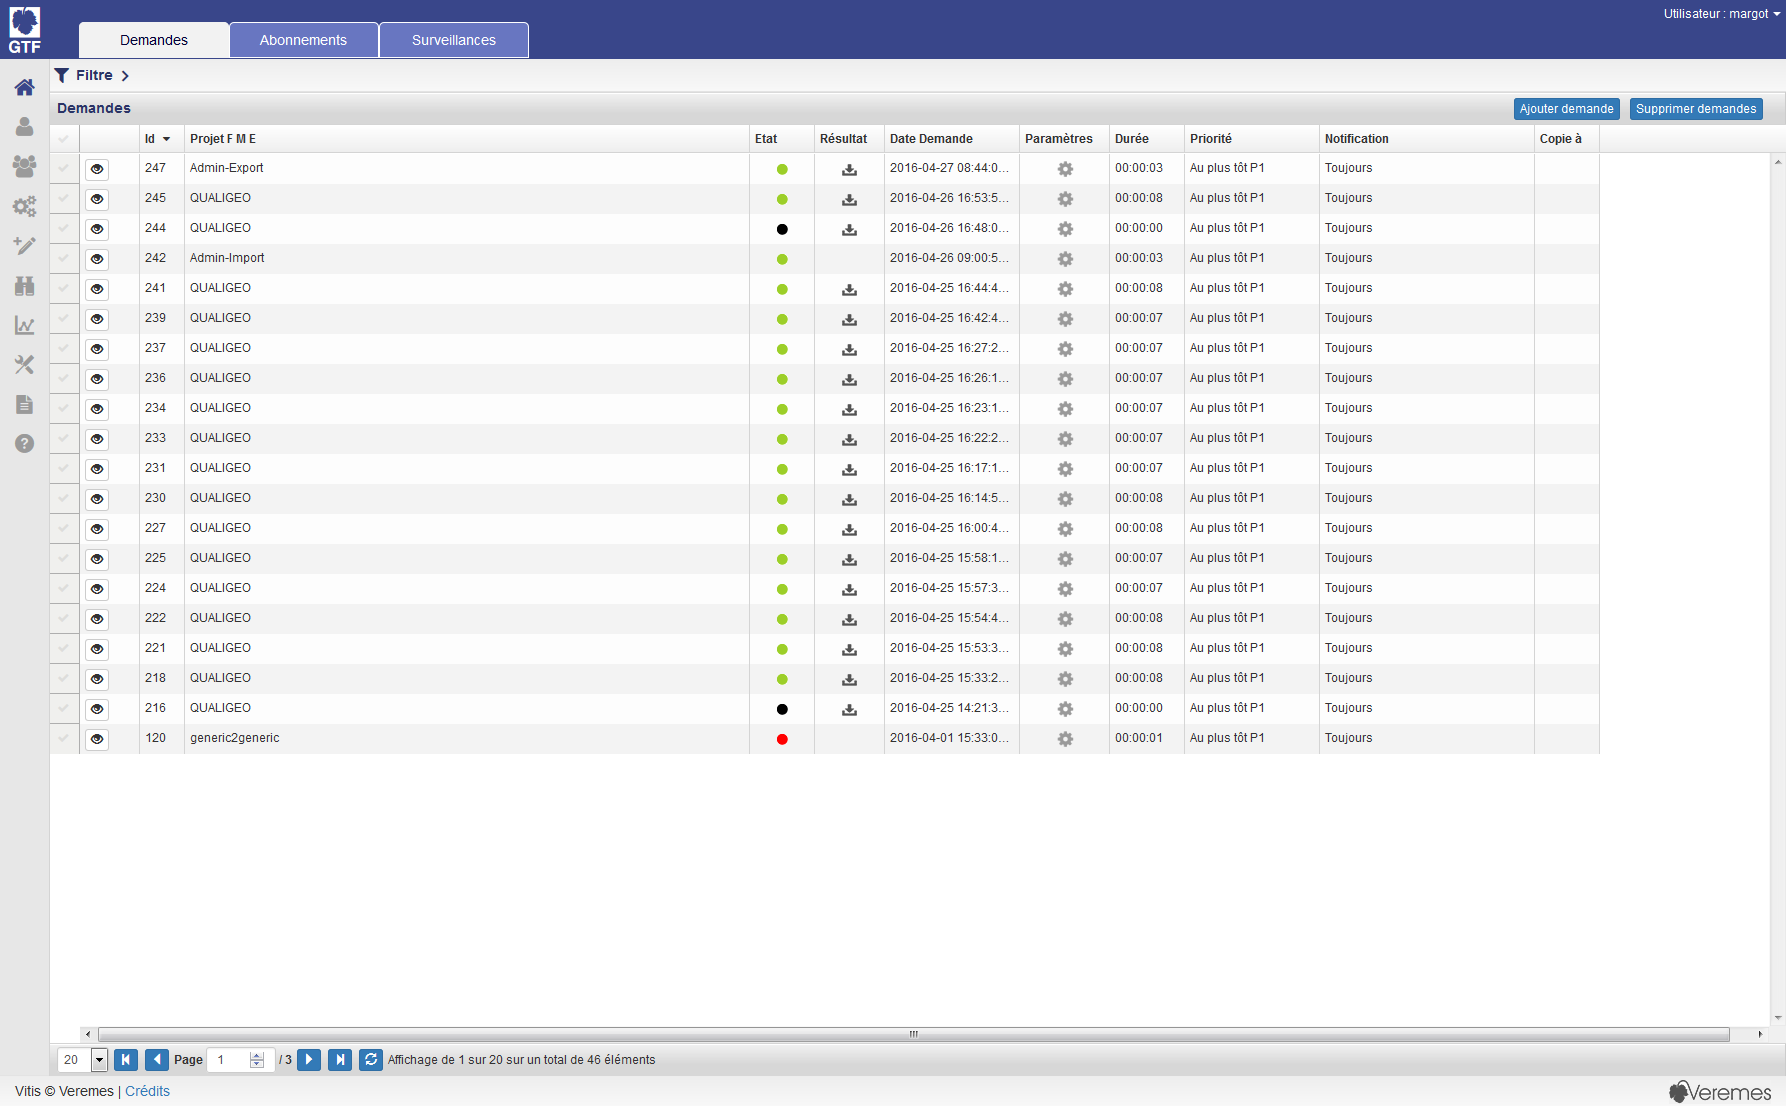 GTF
Demandes Abonnements Surveillances Utilisateur : margot
Filtre
Demandes Ajouter demande Supprimer demandes
Id Projet F M E Etat Résultat Date Demande Paramètres Durée Priorité Notification Copie à
247 Admin-Export 2016-04-27 08:44:0... 00:00:03 Au plus tôt P1 Toujours
245 QUALIGEO 2016-04-26 16:53:5... 00:00:08 Au plus tôt P1 Toujours
244 QUALIGEO 2016-04-26 16:48:0... 00:00:00 Au plus tôt P1 Toujours
242 Admin-Import 2016-04-26 09:00:5... 00:00:03 Au plus tôt P1 Toujours
241 QUALIGEO 2016-04-25 16:44:4... 00:00:08 Au plus tôt P1 Toujours
239 QUALIGEO 2016-04-25 16:42:4... 00:00:07 Au plus tôt P1 Toujours
237 QUALIGEO 2016-04-25 16:27:2... 00:00:07 Au plus tôt P1 Toujours
236 QUALIGEO 2016-04-25 16:26:1... 00:00:07 Au plus tôt P1 Toujours
234 QUALIGEO 2016-04-25 16:23:1... 00:00:07 Au plus tôt P1 Toujours
233 QUALIGEO 2016-04-25 16:22:2... 00:00:07 Au plus tôt P1 Toujours
231 QUALIGEO 2016-04-25 16:17:1... 00:00:07 Au plus tôt P1 Toujours
230 QUALIGEO 2016-04-25 16:14:5... 00:00:08 Au plus tôt P1 Toujours
227 QUALIGEO 2016-04-25 16:00:4... 00:00:08 Au plus tôt P1 Toujours
225 QUALIGEO 2016-04-25 15:58:1... 00:00:07 Au plus tôt P1 Toujours
224 QUALIGEO 2016-04-25 15:57:3... 00:00:07 Au plus tôt P1 Toujours
222 QUALIGEO 2016-04-25 15:54:4... 00:00:08 Au plus tôt P1 Toujours
221 QUALIGEO 2016-04-25 15:53:3... 00:00:08 Au plus tôt P1 Toujours
218 QUALIGEO 2016-04-25 15:33:2... 00:00:08 Au plus tôt P1 Toujours
216 QUALIGEO 2016-04-25 14:21:3... 00:00:00 Au plus tôt P1 Toujours
120 generic2generic 2016-04-01 15:33:0... 00:00:01 Au plus tôt P1 Toujours
20 Page 1 / 3 Affichage de 1 sur 20 sur un total de 46 éléments
Vitis © Veremes | Crédits Veremes